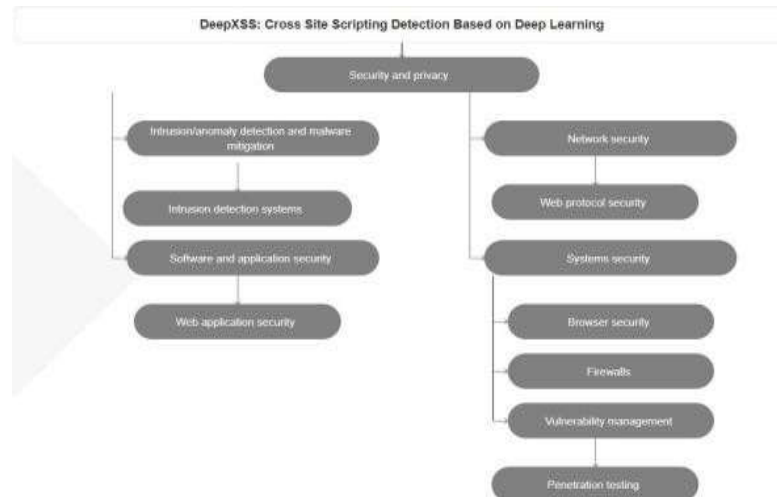 DeepXSS: Cross Site Scripting Detection Based on Deep Learning
Security and privacy
Intrusion/anomaly detection and malware
mitigation
Intrusion detection systems
Software and application security
Web application security
Network security
Web protocol security
Systems security
Browser security
Firewalls
Vulnerability management
Penetration testing